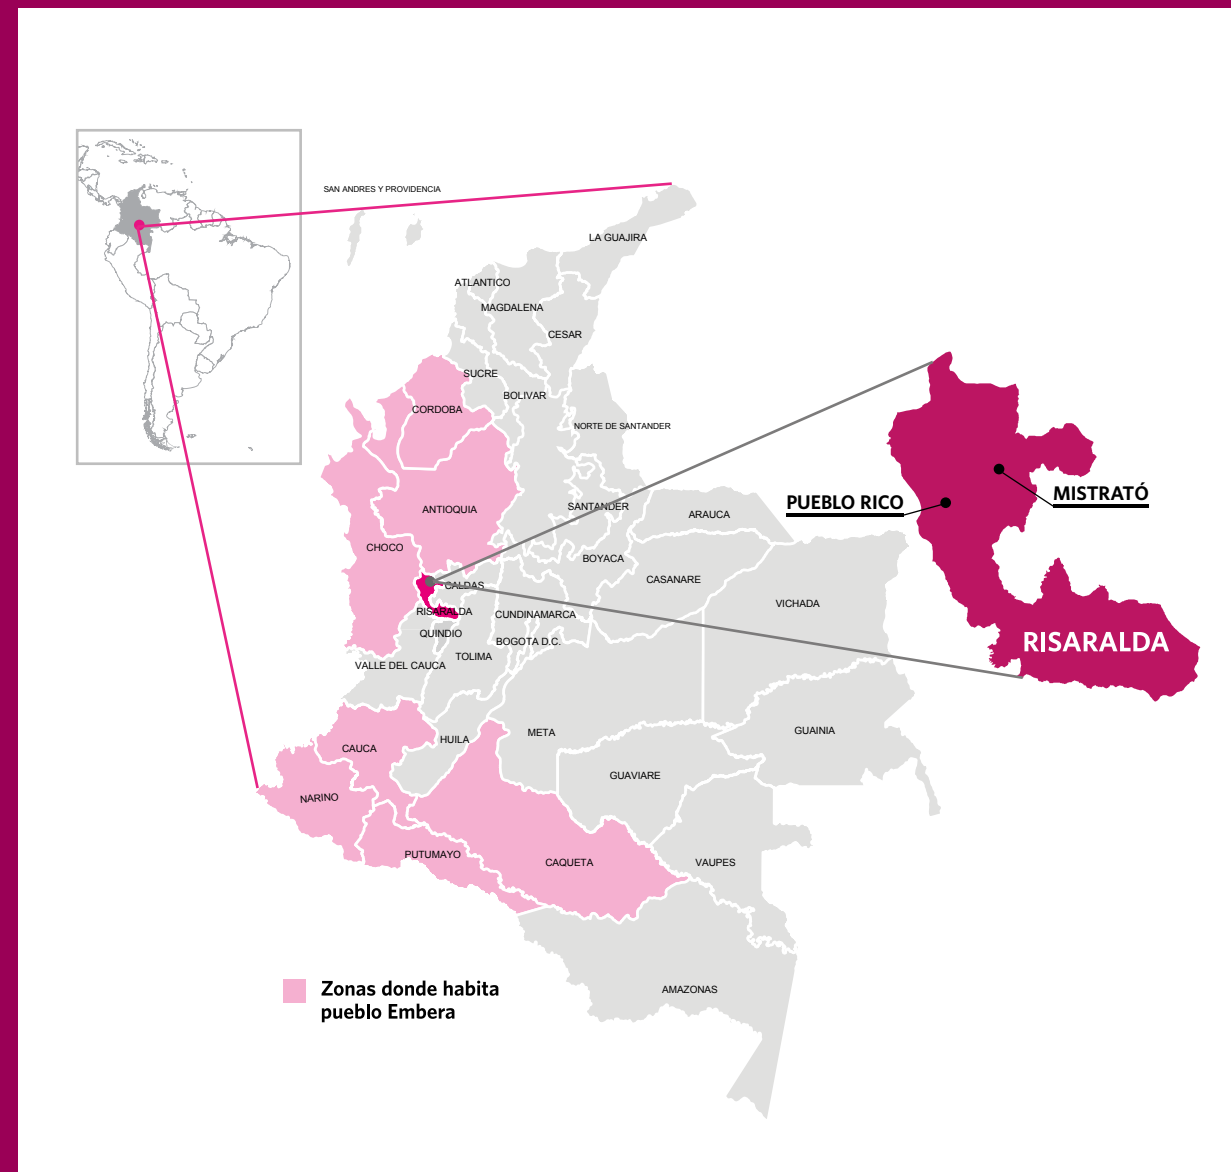 SAN ANDRES Y PROVIDENCIA
LA GUAJIRA
ATLANTICO
MAGDALENA
CESAR
SUCRE
BOLIVAR
CORDOBA
NORTE DE SANTANDER
ANTIOQUIA
SANTANDER
ARAUCA
CHOCO
BOYACA
CASANARE
CALDAS
VICHADA
RISARALDA
CUNDINAMARCA
QUINDIO
BOGOTA D.C.
TOLIMA
VALLE DEL CAUCA
HUILA
META
GUAINIA
CAUCA
GUAVIARE
NARINO
PUTUMAYO
CAQUETA
VAUPES
AMAZONAS
PUEBLO RICO
MISTRATÓ
RISARALDA
Zonas donde habita
pueblo Embera